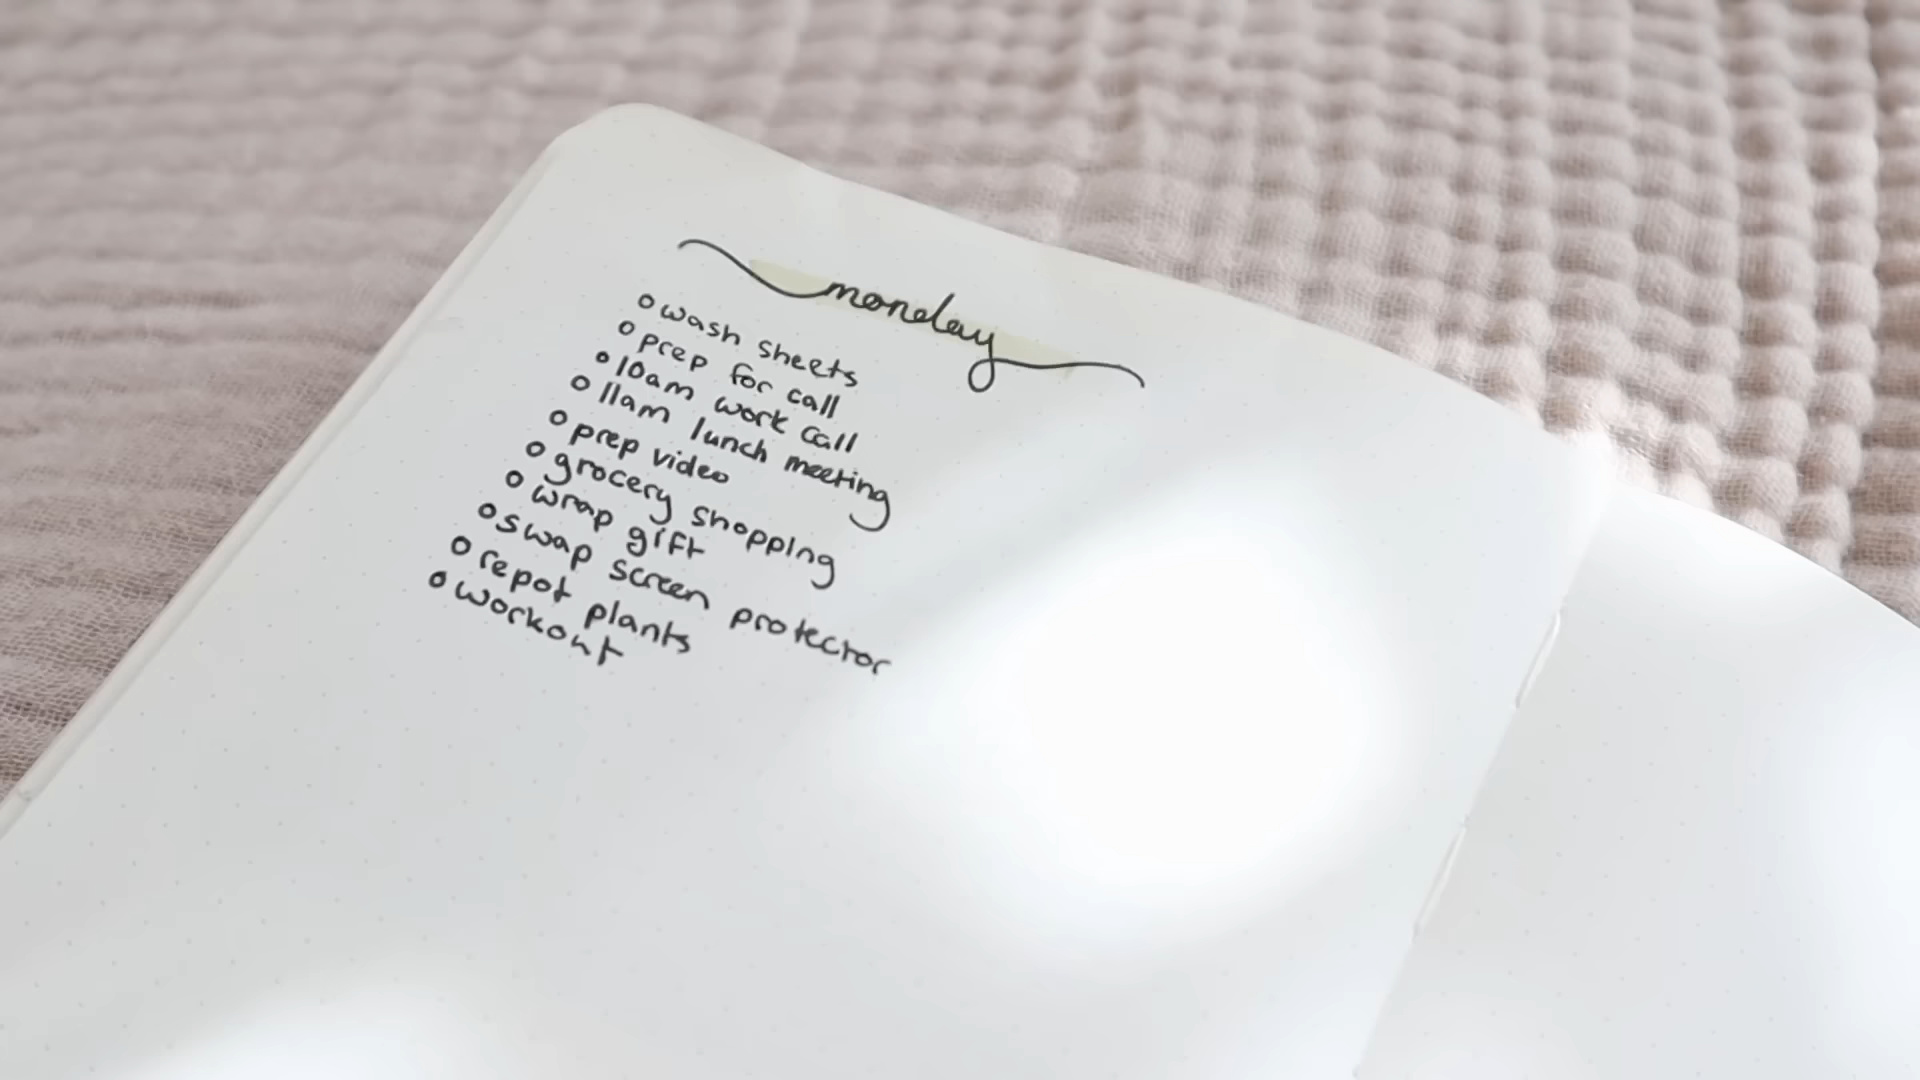 monday
wash sheets
prep for call
10am work call
11am lunch meeting
prep video
grocery shopping
wrap gift
swap screen protector
repot plants
workout